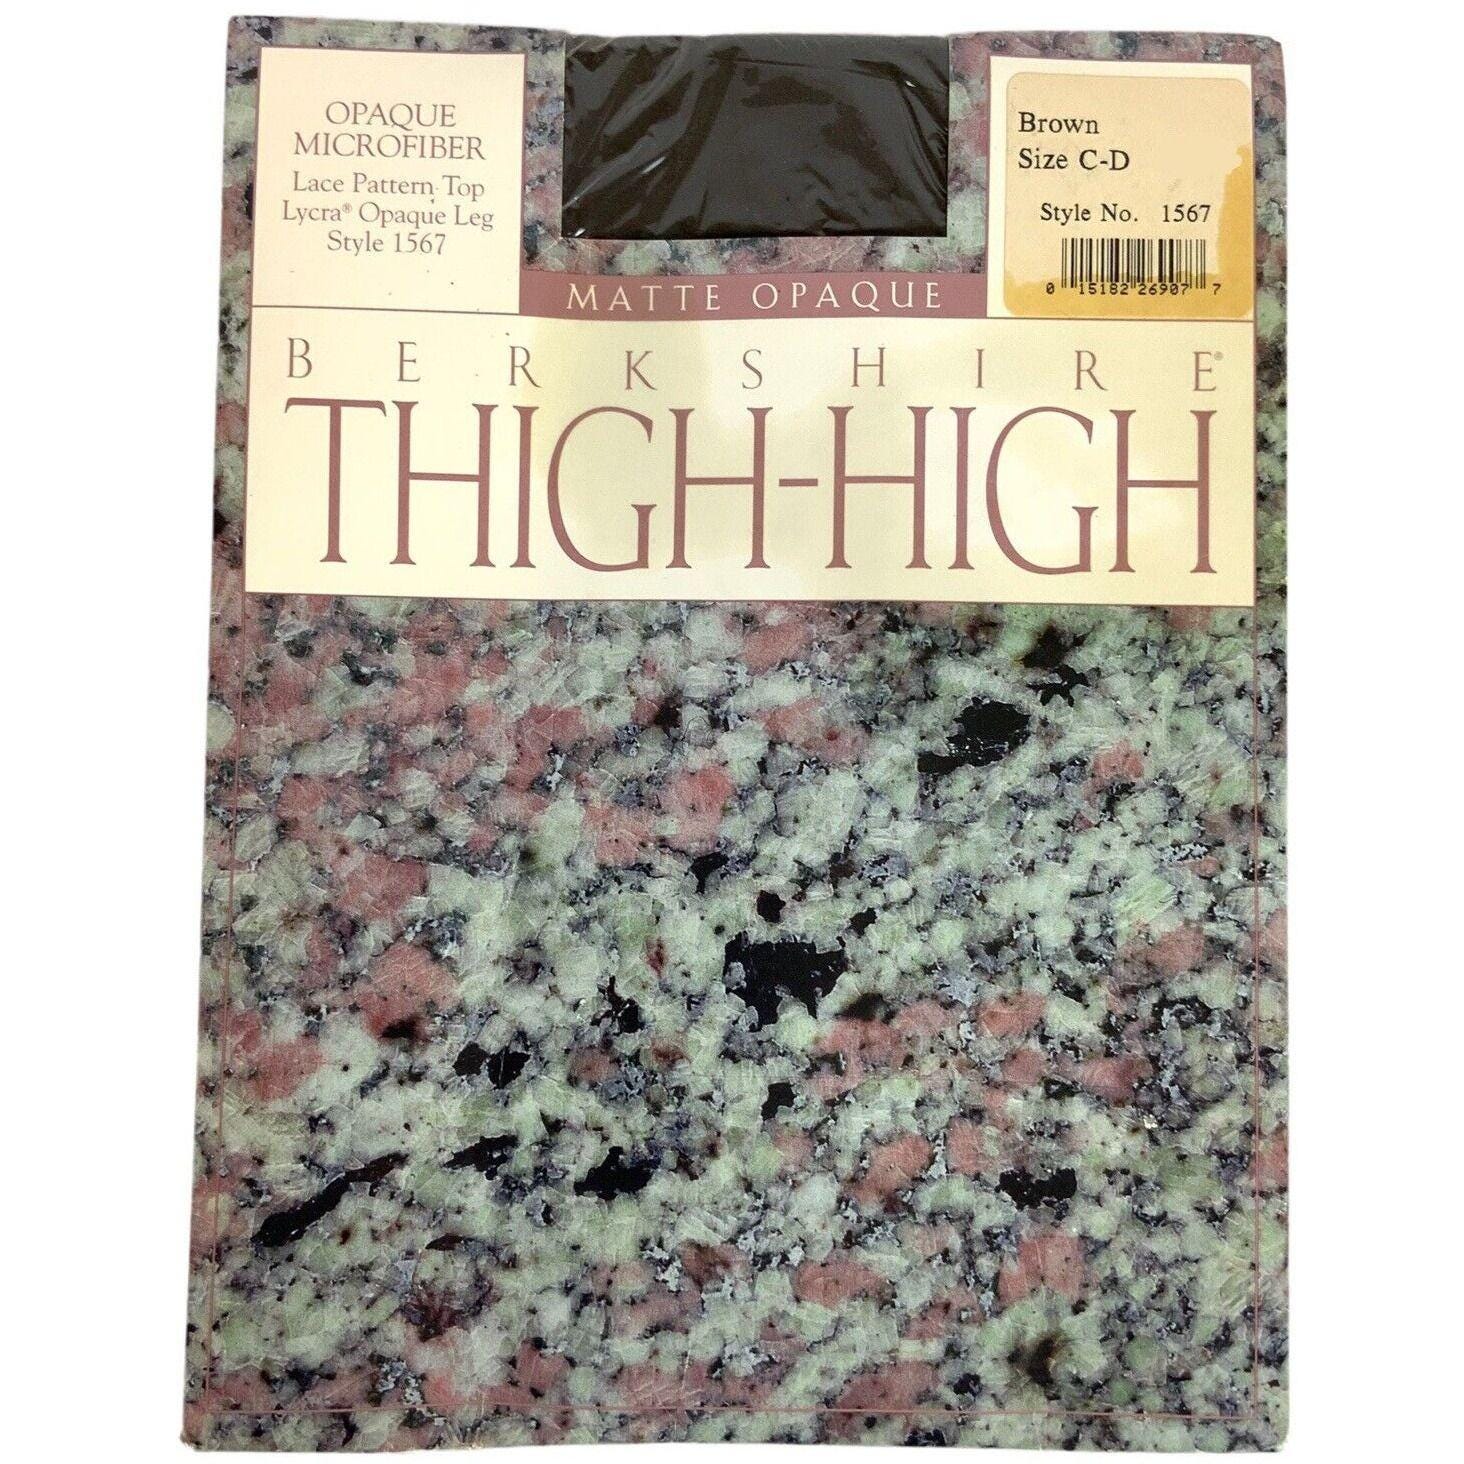 OPAQUE
MICROFIBER
Lace Pattern Top
Lycra® Opaque Leg
Style 1567
Brown
Size C-D
Style No. 1567
0 15182 26907 7
MATTE OPAQUE
BERKSHIRE®
THIGH-HIGH